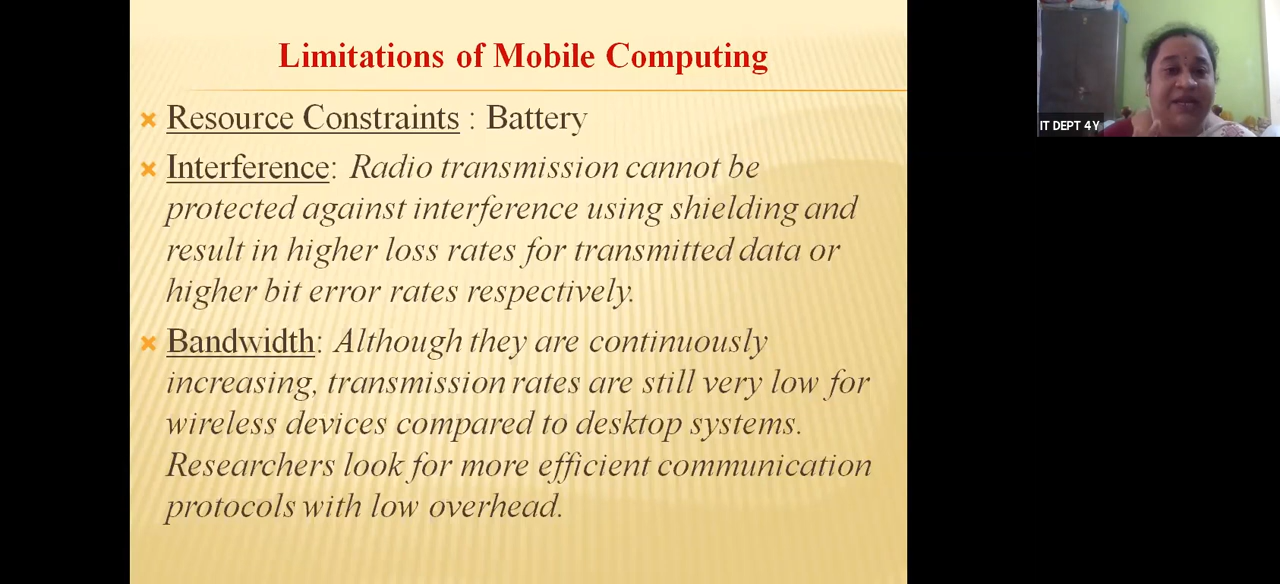 Limitations of Mobile Computing
Resource Constraints : Battery
Interference: Radio transmission cannot be
protected against interference using shielding and
result in higher loss rates for transmitted data or
higher bit error rates respectively.
Bandwidth: Although they are continuously
increasing, transmission rates are still very low for
wireless devices compared to desktop systems.
Researchers look for more efficient communication
protocols with low overhead.
IT DEPT 4Y